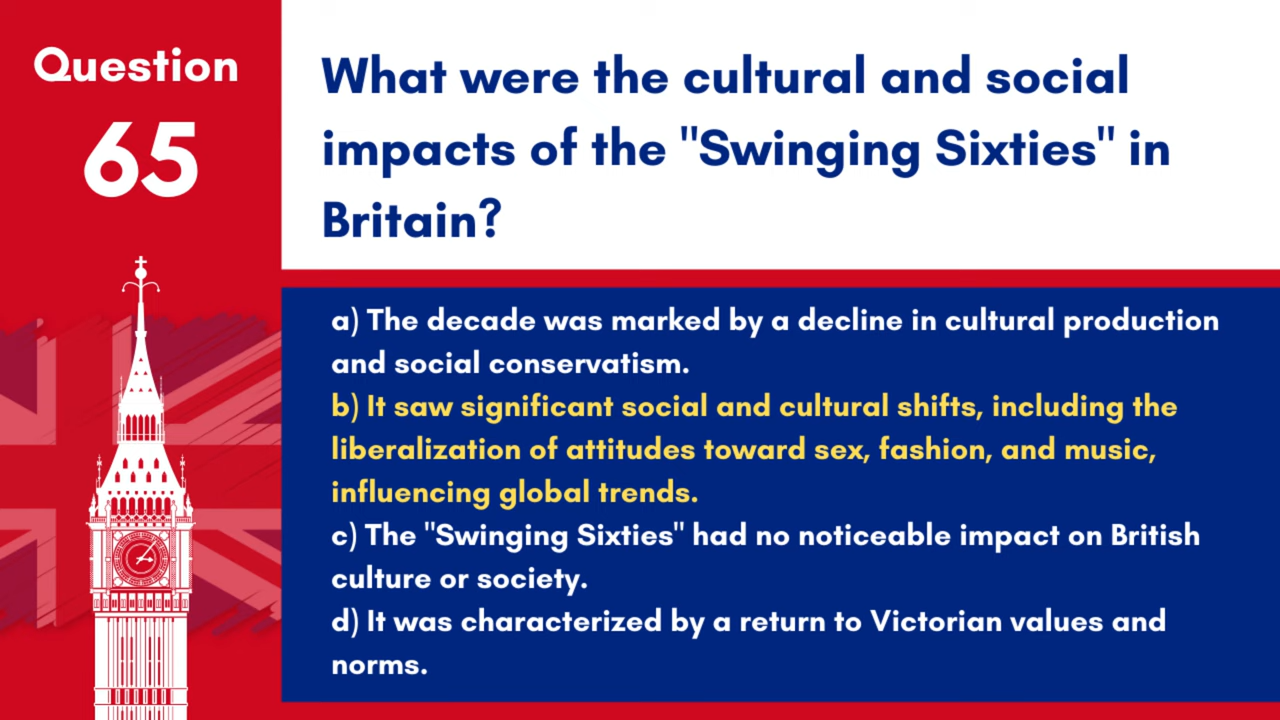 Question
65
What were the cultural and social
impacts of the "Swinging Sixties" in
Britain?
a) The decade was marked by a decline in cultural production
and social conservatism.
b) It saw significant social and cultural shifts, including the
liberalization of attitudes toward sex, fashion, and music,
influencing global trends.
c) The "Swinging Sixties" had no noticeable impact on British
culture or society.
d) It was characterized by a return to Victorian values and
norms.